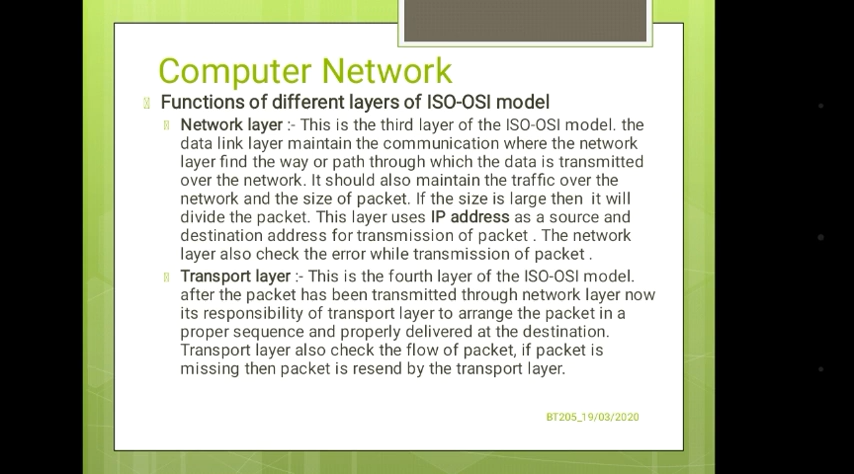 Computer Network
Functions of different layers of ISO-OSI model
Network layer :- This is the third layer of the ISO-OSI model. the
data link layer maintain the communication where the network
layer find the way or path through which the data is transmitted
over the network. It should also maintain the traffic over the
network and the size of packet. If the size is large then it will
divide the packet. This layer uses IP address as a source and
destination address for transmission of packet . The network
layer also check the error while transmission of packet .
Transport layer :- This is the fourth layer of the ISO-OSI model.
after the packet has been transmitted through network layer now
its responsibility of transport layer to arrange the packet in a
proper sequence and properly delivered at the destination.
Transport layer also check the flow of packet, if packet is
missing then packet is resend by the transport layer.
BT205_19/03/2020